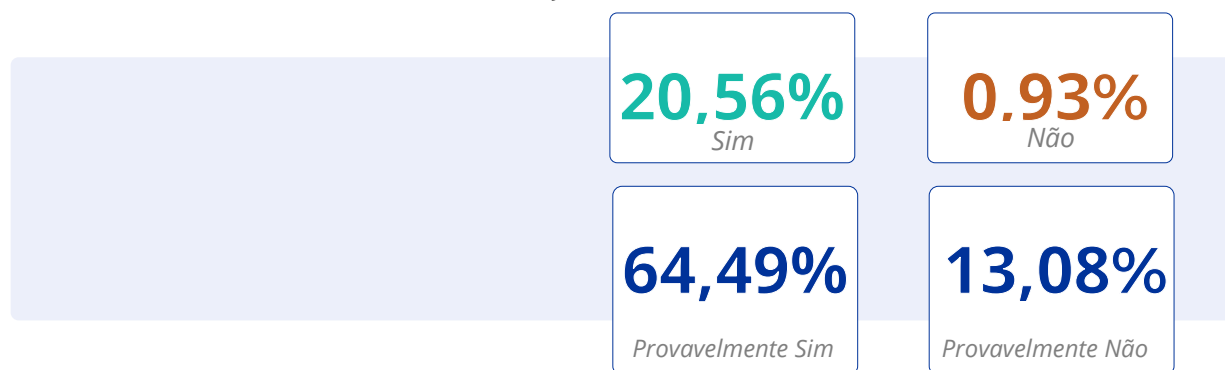 20,56%
Sim
0,93%
Não
64,49%
Provavelmente Sim
13,08%
Provavelmente Não